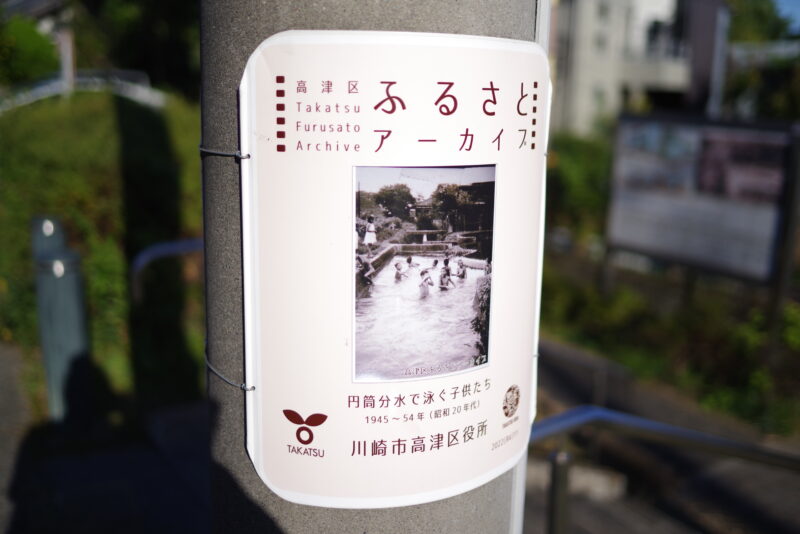 高津区
Takatsu
Furusato
Archive
ふるさと
アーカイブ
円筒分水で泳ぐ子供たち
1945～54年（昭和20年代）
TAKATSU
川崎市高津区役所